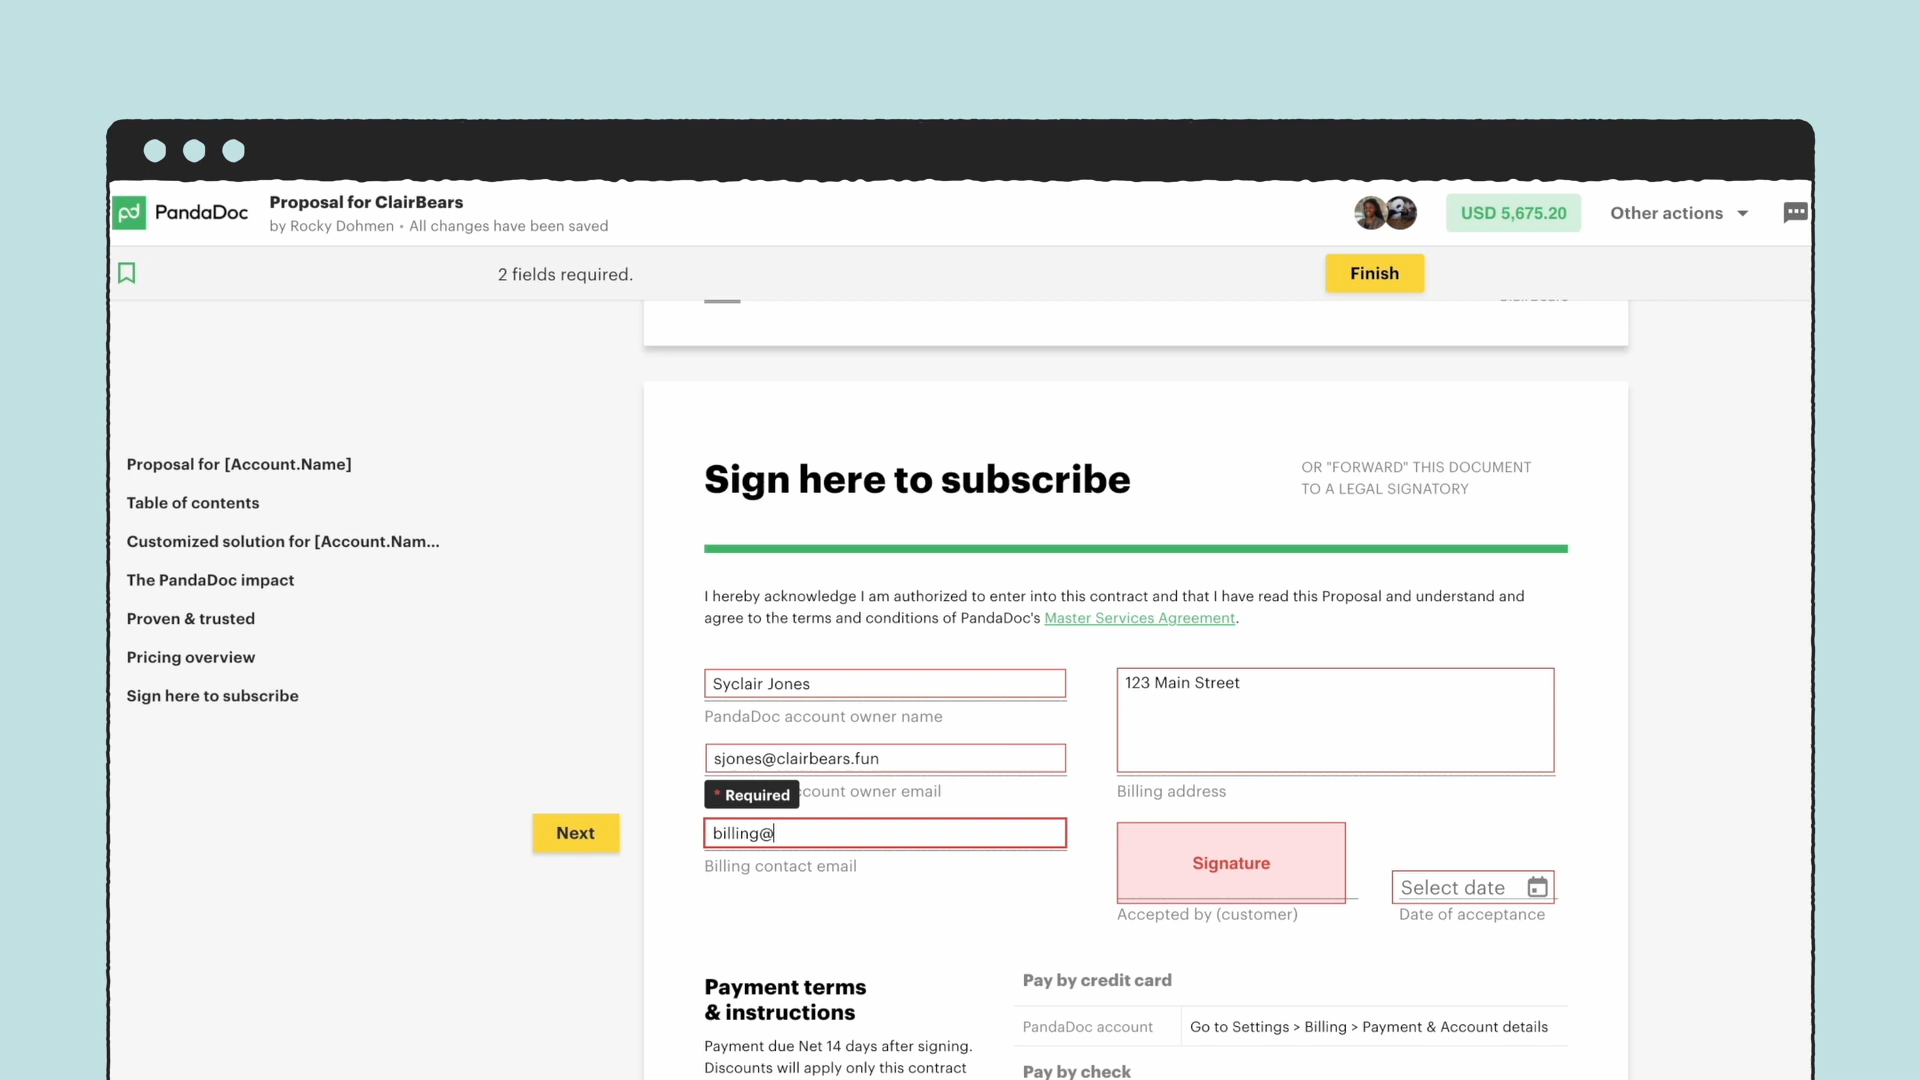 PandaDoc
Proposal for ClairBears
by Rocky Dohmen • All changes have been saved
USD 5,675.20
Other actions
2 fields required.
Finish
Proposal for [Account.Name]
Table of contents
Customized solution for [Account.Nam...
The PandaDoc impact
Proven & trusted
Pricing overview
Sign here to subscribe
Next
Sign here to subscribe
OR "FORWARD" THIS DOCUMENT
TO A LEGAL SIGNATORY
I hereby acknowledge I am authorized to enter into this contract and that I have read this Proposal and understand and
agree to the terms and conditions of PandaDoc's Master Services Agreement.
Syclair Jones
PandaDoc account owner name
sjones@clairbears.fun
* Required
count owner email
billing@
Billing contact email
123 Main Street
Billing address
Signature
Accepted by (customer)
Select date
Date of acceptance
Payment terms
& instructions
Payment due Net 14 days after signing.
Discounts will apply only this contract
Pay by credit card
PandaDoc account
Go to Settings > Billing > Payment & Account details
Pay by check